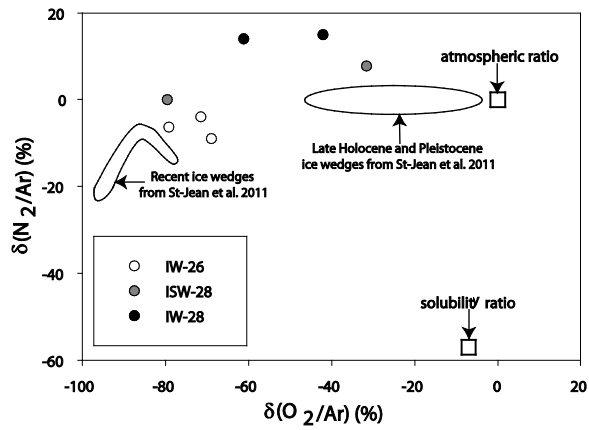 20
atmospheric ratio
0
Late Holocene and Pleistocene
ice wedges from St-Jean et al. 2011
Recent ice wedges
from St-Jean et al. 2011
-20
δ(N2/Ar) (%)
IW-26
ISW-28
IW-28
-40
solubility ratio
-60
-100 -80 -60 -40 -20 0 20
δ(O2/Ar) (%)